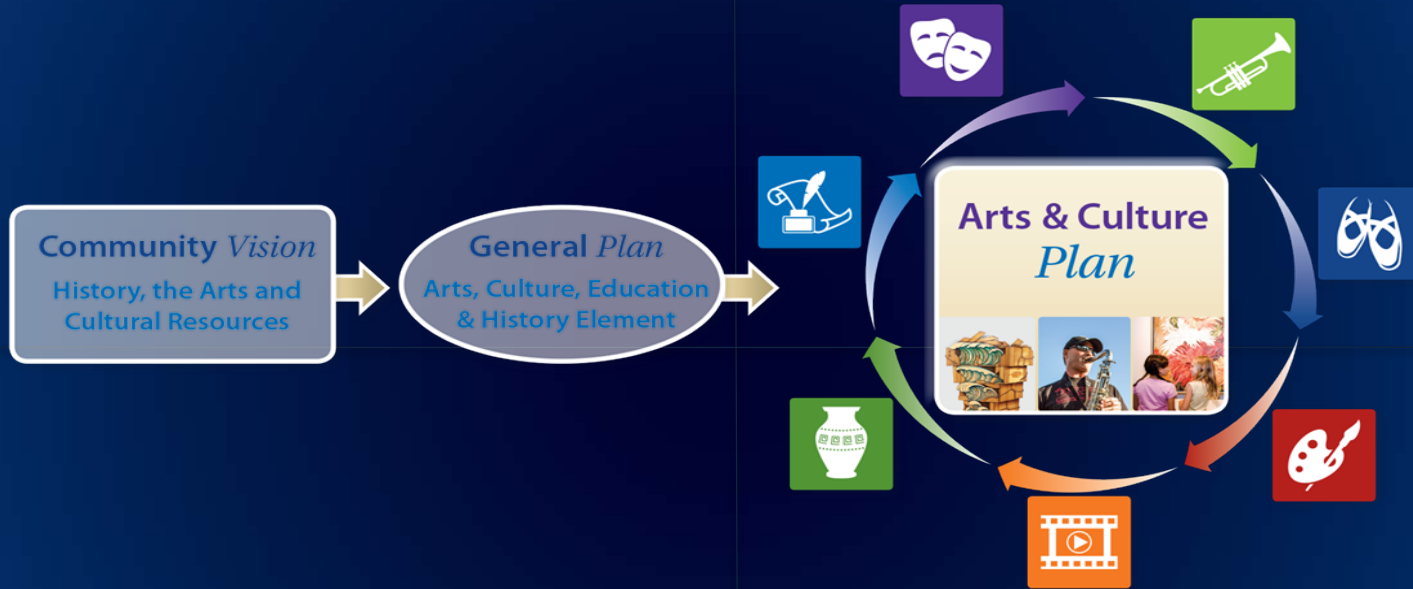 Community Vision
History, the Arts and
Cultural Resources
General Plan
Arts, Culture, Education
& History Element
Arts & Culture
Plan